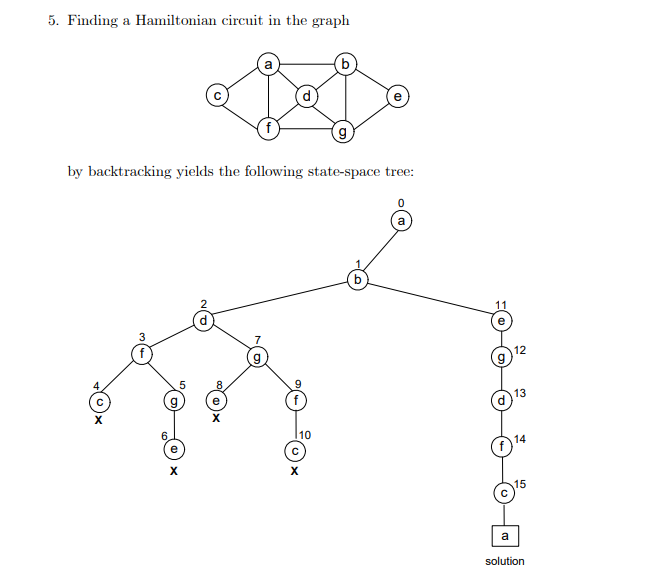 5. Finding a Hamiltonian circuit in the graph
a b
c d e
f g
by backtracking yields the following state-space tree:
0
a
1
b
2 11
d e
3 7 12
f g g
4 5 8 9 13
c g e f d
X X
6 10 14
e c f
X X
15
c
a
solution